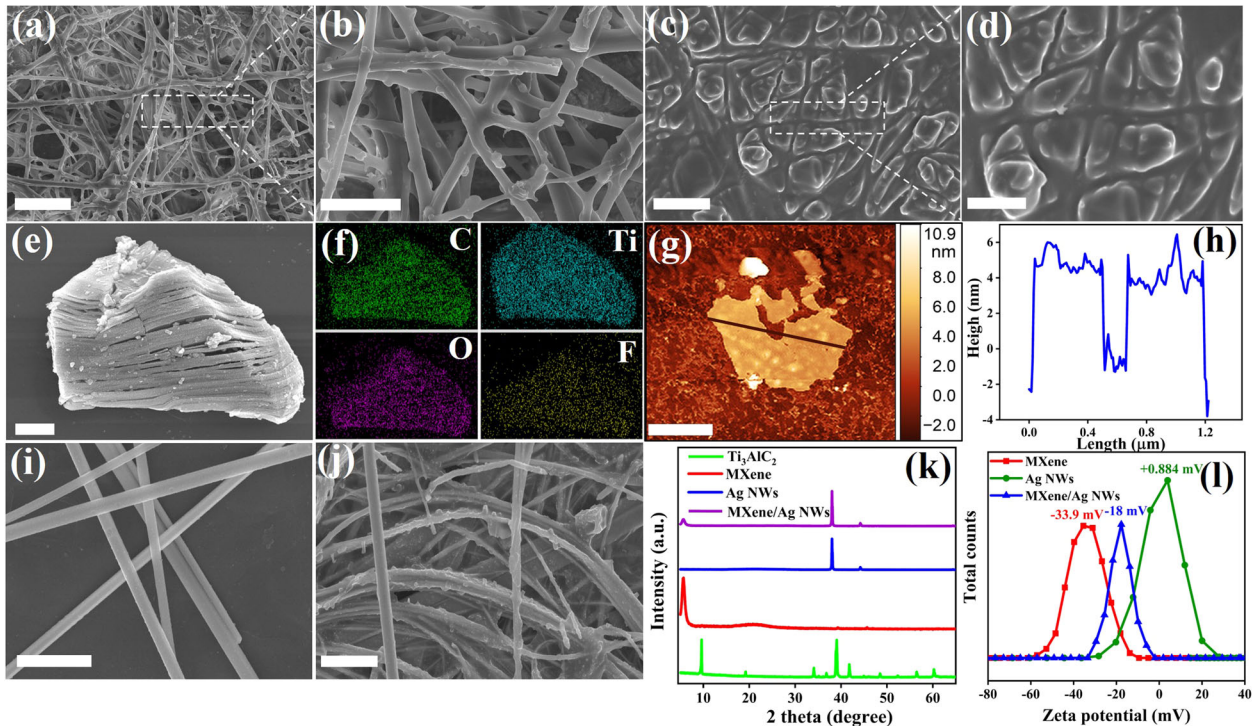 (a)
(b)
(c)
(d)
(e)
(f)
C
Ti
O
F
(g)
10.9
nm
8.0
6.0
4.0
2.0
0.0
−2.0
(h)
Heigh (nm)
6
4
2
0
-2
-4
0.0 0.4 0.8 1.2
Length (μm)
(i)
(j)
(k)
Ti₃AlC₂
MXene
Ag NWs
MXene/Ag NWs
Intensity (a.u.)
10 20 30 40 50 60
2 theta (degree)
(l)
MXene
Ag NWs
MXene/Ag NWs
+0.884 mV
-33.9 mV
-18 mV
Total counts
-80 -60 -40 -20 0 20 40
Zeta potential (mV)